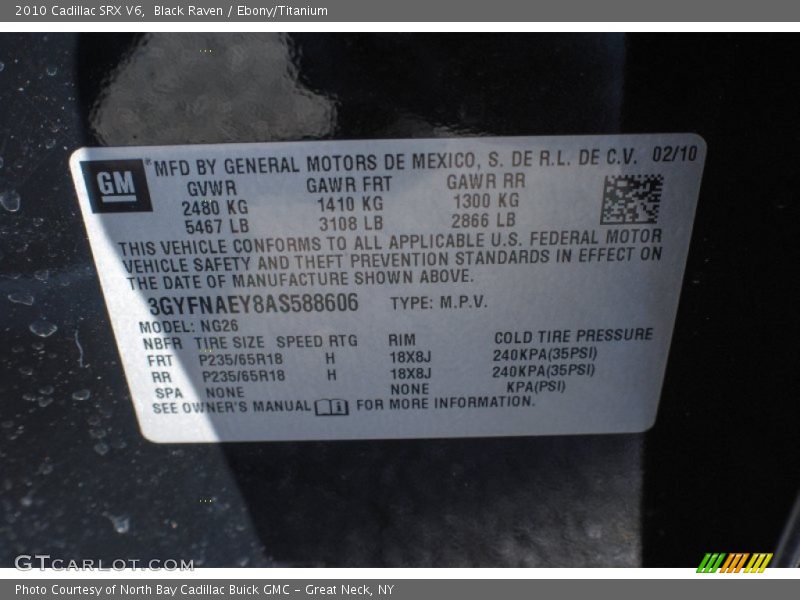 2010 Cadillac SRX V6, Black Raven / Ebony/Titanium
GM
® MFD BY GENERAL MOTORS DE MEXICO, S. DE R.L. DE C.V. 02/10
GVWR GAWR FRT GAWR RR
2480 KG 1410 KG 1300 KG
5467 LB 3108 LB 2866 LB
THIS VEHICLE CONFORMS TO ALL APPLICABLE U.S. FEDERAL MOTOR
VEHICLE SAFETY AND THEFT PREVENTION STANDARDS IN EFFECT ON
THE DATE OF MANUFACTURE SHOWN ABOVE.
3GYFNAEY8AS588606 TYPE: M.P.V.
MODEL: NG26
NBFR TIRE SIZE SPEED RTG RIM COLD TIRE PRESSURE
FRT P235/65R18 H 18X8J 240KPA(35PSI)
RR P235/65R18 H 18X8J 240KPA(35PSI)
SPA NONE NONE KPA(PSI)
SEE OWNER'S MANUAL FOR MORE INFORMATION.
GTCARLOT.COM
Photo Courtesy of North Bay Cadillac Buick GMC - Great Neck, NY